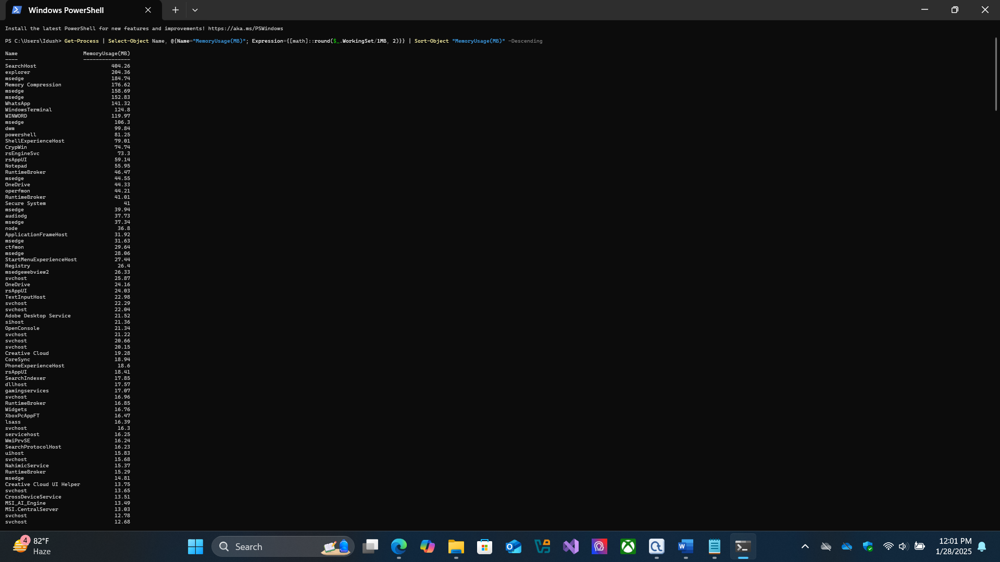 Windows PowerShell
Install the latest PowerShell for new features and improvements! https://aka.ms/PSWindows
PS C:\Users\Idush> Get-Process | Select-Object Name, @{Name="MemoryUsage(MB)"; Expression={[math]::round($_.WorkingSet/1MB, 2)}} | Sort-Object "MemoryUsage(MB)" -Descending
Name MemoryUsage(MB)
---- ---------------
SearchHost 404.26
explorer 204.36
msedge 184.74
Memory Compression 176.62
msedge 158.69
msedge 152.83
WhatsApp 141.32
WindowsTerminal 124.8
WINWORD 119.97
msedge 106.3
dwm 99.84
powershell 81.25
ShellExperienceHost 79.01
CrypWin 74.74
rsEngineSvc 73.3
rsAppUI 59.14
Notepad 55.95
RuntimeBroker 46.47
msedge 44.55
OneDrive 44.33
operfmon 44.21
RuntimeBroker 41.01
Secure System 41
msedge 39.94
audiodg 37.73
msedge 37.34
node 36.8
ApplicationFrameHost 31.92
msedge 31.63
ctfmon 29.64
msedge 28.06
StartMenuExperienceHost 27.44
Registry 26.4
msedgewebview2 26.33
svchost 25.87
OneDrive 24.16
rsAppUI 24.03
TextInputHost 22.98
svchost 22.29
svchost 22.04
Adobe Desktop Service 21.52
sihost 21.36
OpenConsole 21.34
svchost 21.22
svchost 20.66
svchost 20.15
Creative Cloud 19.28
CoreSync 18.94
PhoneExperienceHost 18.6
rsAppUI 18.41
SearchIndexer 17.85
dllhost 17.57
gamingservices 17.07
svchost 16.96
RuntimeBroker 16.85
Widgets 16.76
XboxPcAppFT 16.47
lsass 16.39
svchost 16.3
servicehost 16.25
WmiPrvSE 16.24
SearchProtocolHost 16.23
uihost 15.83
svchost 15.68
NahimicService 15.37
RuntimeBroker 15.29
msedge 14.81
Creative Cloud UI Helper 13.75
svchost 13.65
CrossDeviceService 13.51
MSI_AI_Engine 13.49
MSI.CentralServer 13.03
svchost 12.78
svchost 12.68
4
82°F
Haze
Search
12:01 PM
1/28/2025